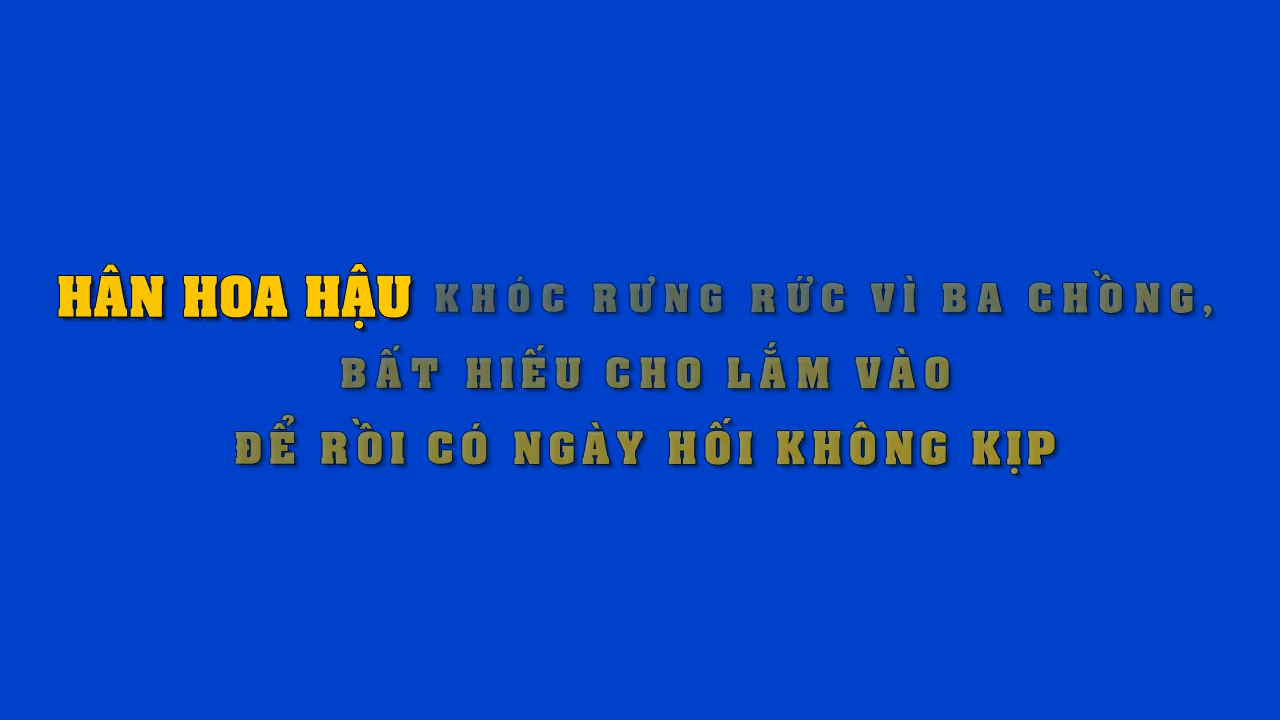 HÂN HOA HẬU KHÓC RƯNG RỨC VÌ BA CHỒNG,
BẤT HIẾU CHO LẮM VÀO
ĐỂ RỒI CÓ NGÀY HỐI KHÔNG KỊP